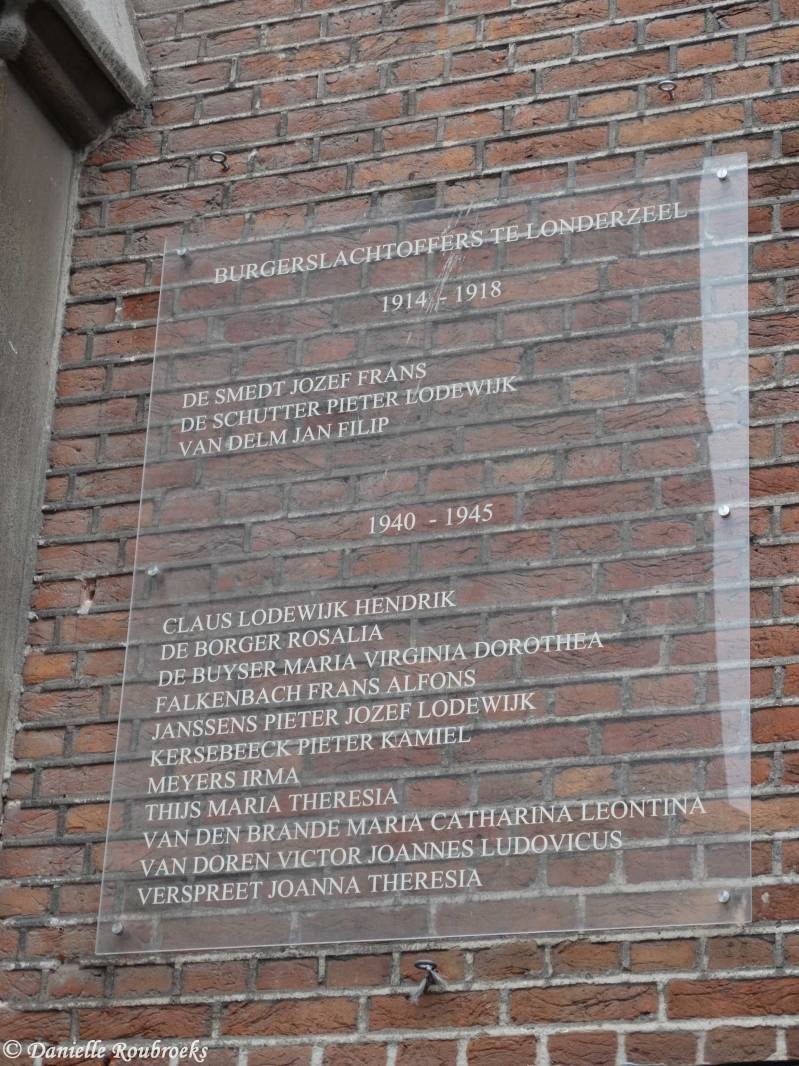 BURGERSLACHTOFFERS TE LONDERZEEL
1914 - 1918
DE SMEDT JOZEF FRANS
DE SCHUTTER PIETER LODEWIJK
VAN DELM JAN FILIP
1940 - 1945
CLAUS LODEWIJK HENDRIK
DE BORGER ROSALIA
DE BUYSER MARIA VIRGINIA DOROTHEA
FALKENBACH FRANS ALFONS
JANSSENS PIETER JOZEF LODEWIJK
KERSEBEECK PIETER KAMIEL
MEYERS IRMA
THIJS MARIA THERESIA
VAN DEN BRANDE MARIA CATHARINA LEONTINA
VAN DOREN VICTOR JOANNES LUDOVICUS
VERSPREET JOANNA THERESIA
© Danielle Roubroeks